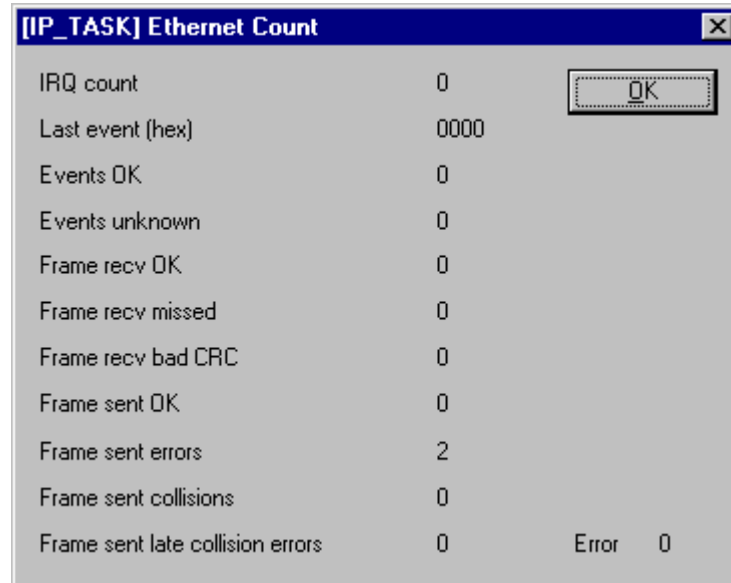 [IP_TASK] Ethernet Count
IRQ count 0 OK
Last event (hex) 0000
Events OK 0
Events unknown 0
Frame recv OK 0
Frame recv missed 0
Frame recv bad CRC 0
Frame sent OK 0
Frame sent errors 2
Frame sent collisions 0
Frame sent late collision errors 0 Error 0